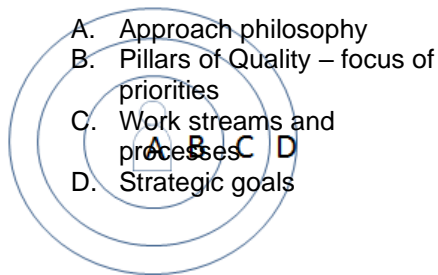 A. Approach philosophy
B. Pillars of Quality – focus of
priorities
C. Work streams and
processes
D. Strategic goals
A B C D